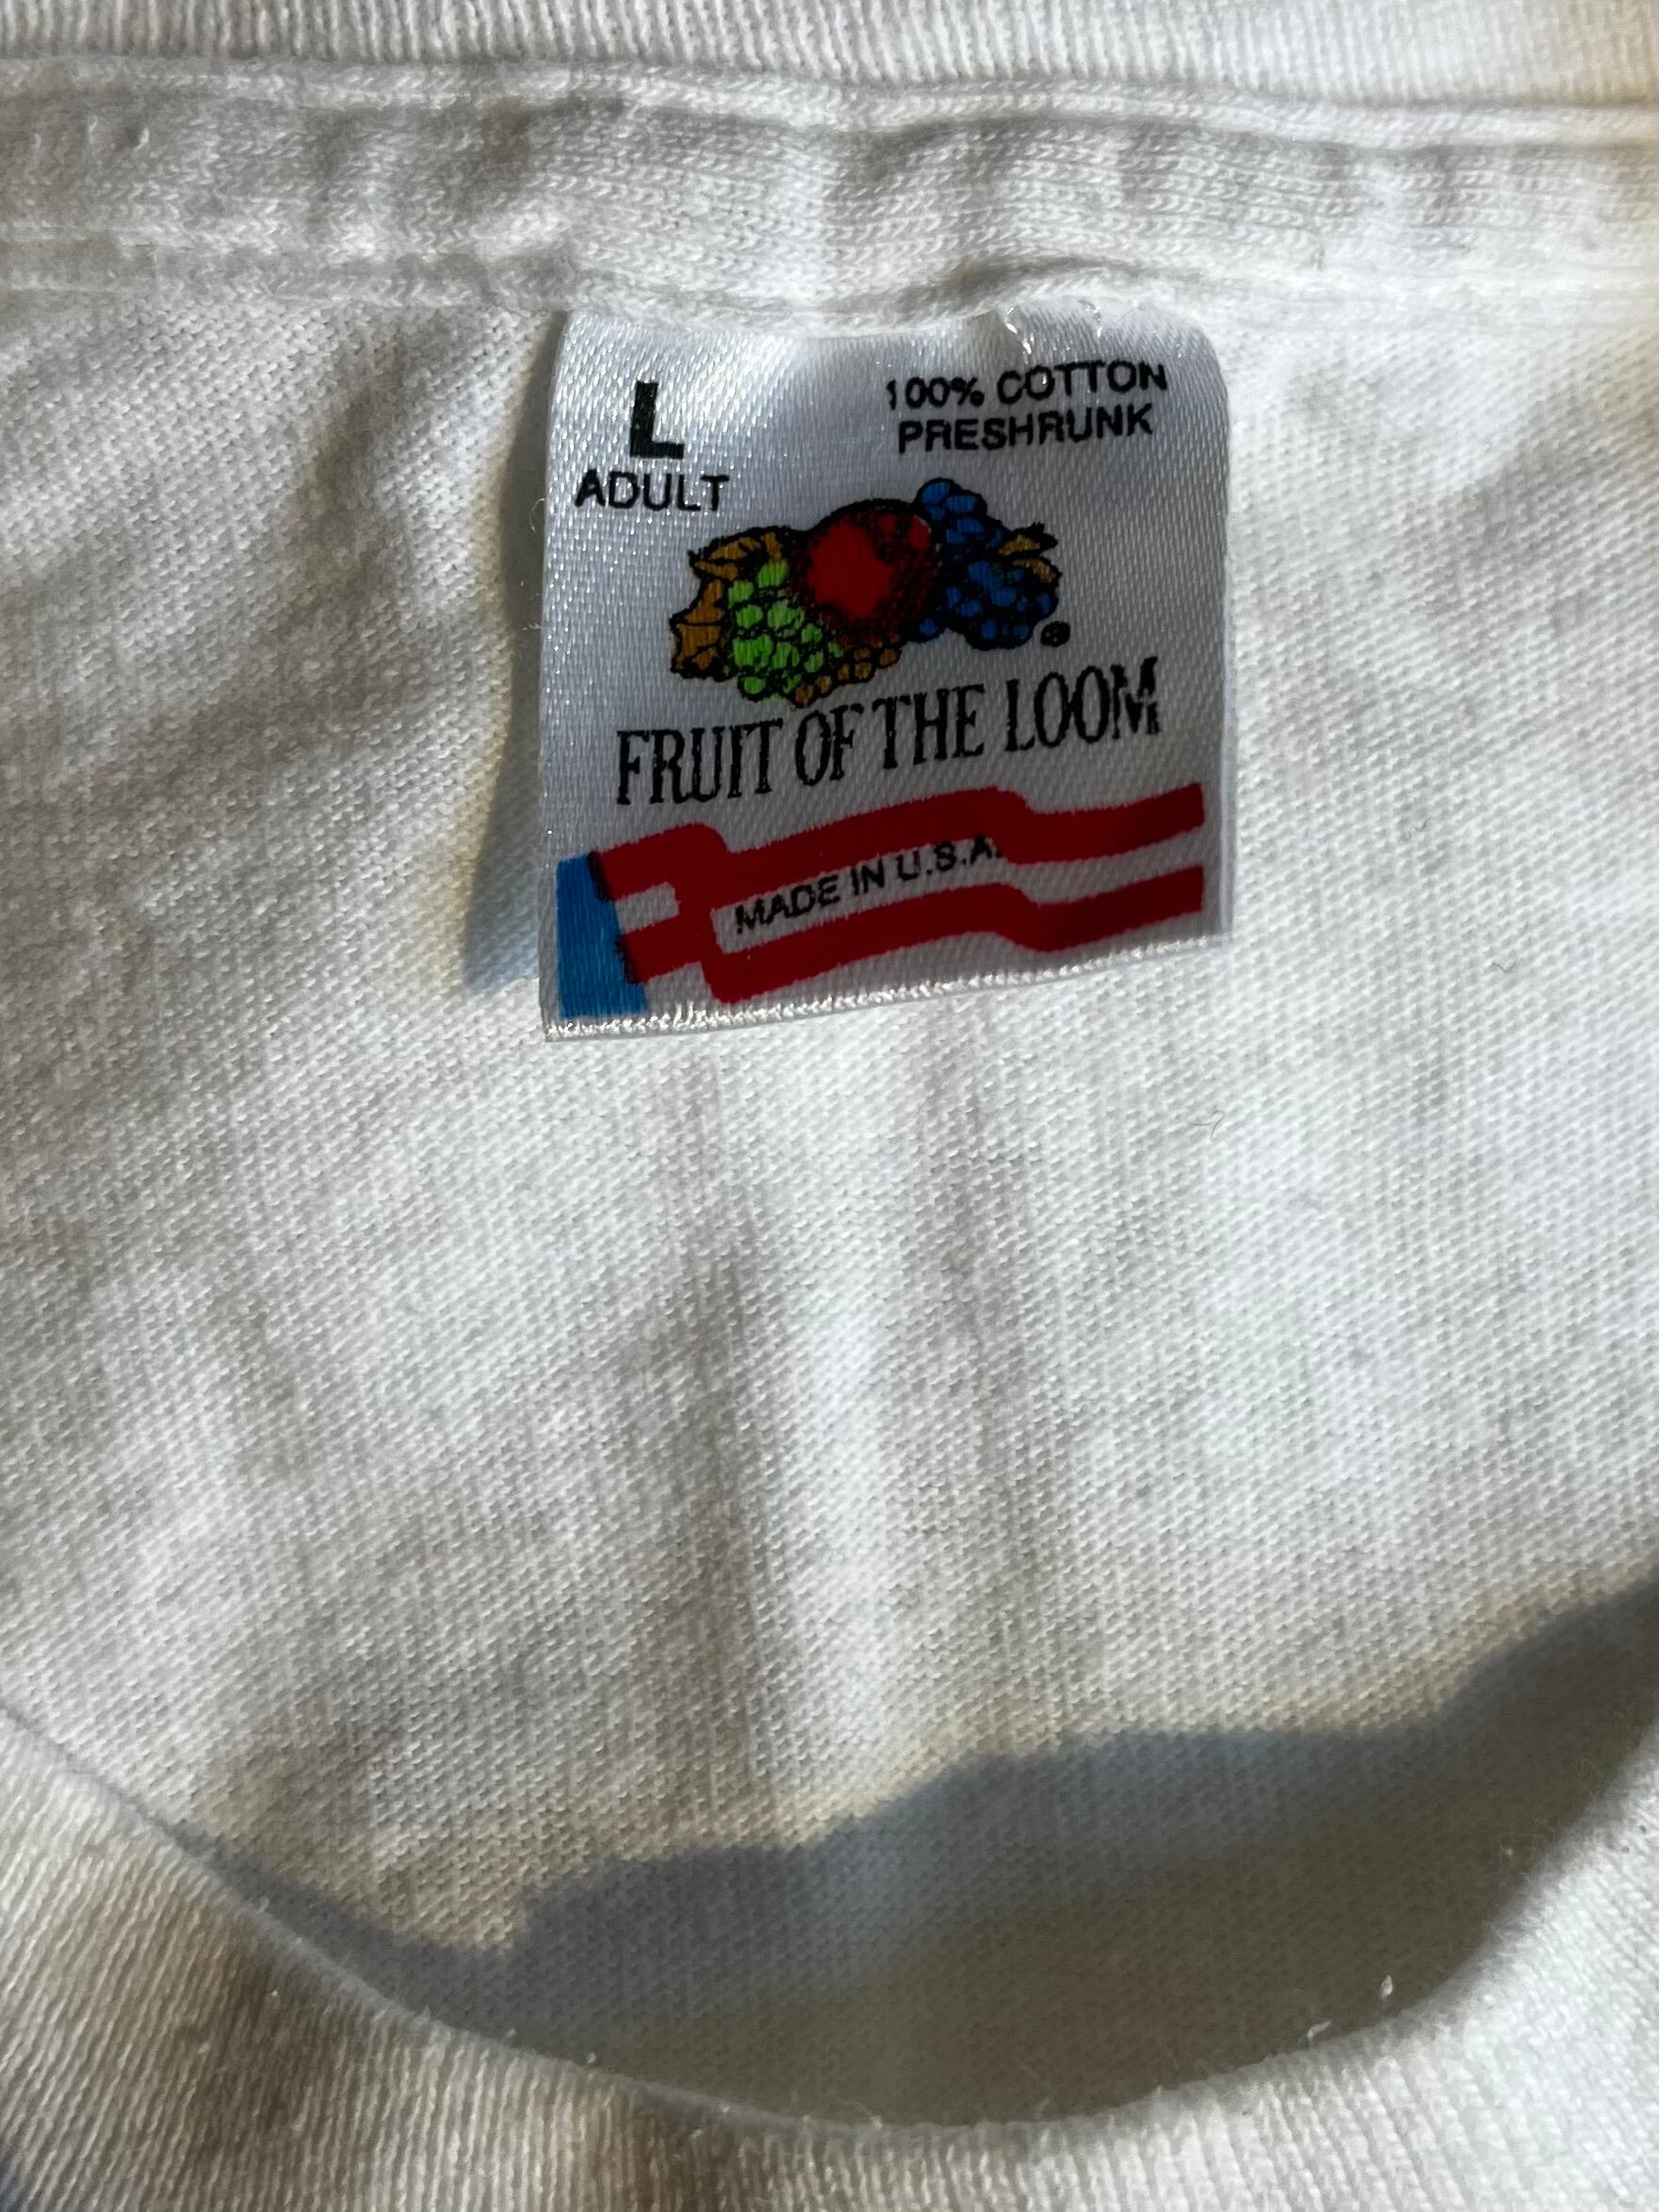 L
ADULT
100% COTTON
PRESHRUNK
®
FRUIT OF THE LOOM
MADE IN U.S.A.